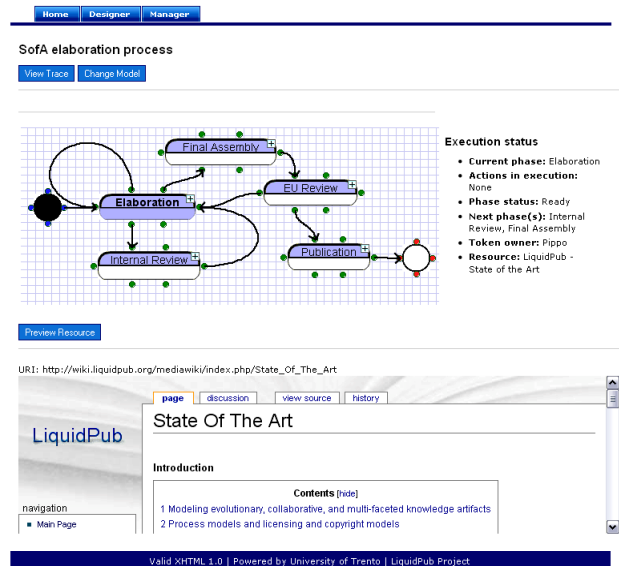 Home Designer Manager
SofA elaboration process
View Trace Change Model
Final Assembly
EU Review
Elaboration
Internal Review
Publication
Execution status
Current phase: Elaboration
Actions in execution:
None
Phase status: Ready
Next phase(s): Internal
Review, Final Assembly
Token owner: Pippo
Resource: LiquidPub -
State of the Art
Preview Resource
URI: http://wiki.liquidpub.org/mediawiki/index.php/State_Of_The_Art
page discussion view source history
State Of The Art
LiquidPub
Introduction
Contents [hide]
navigation
1 Modeling evolutionary, collaborative, and multi-faceted knowledge artifacts
Main Page
2 Process models and licensing and copyright models
Valid XHTML 1.0 | Powered by University of Trento | LiquidPub Project